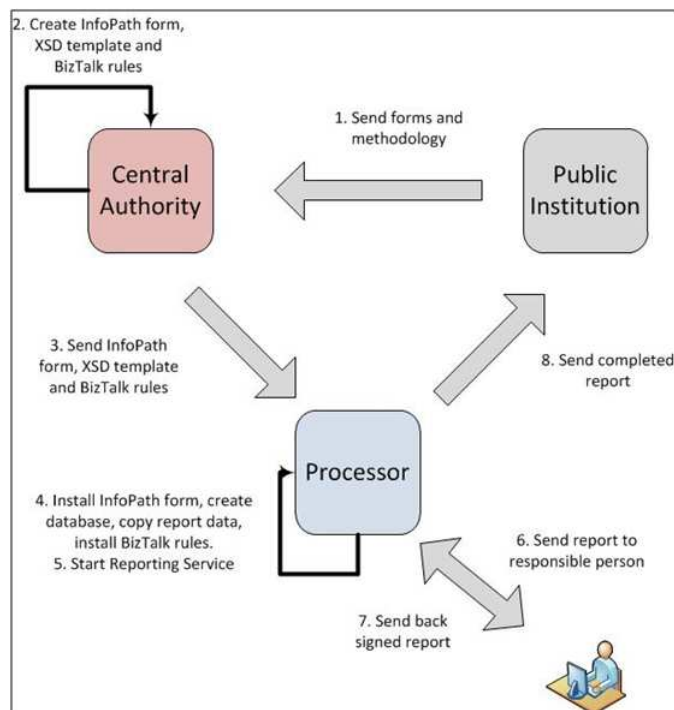 2. Create InfoPath form,
XSD template and
BizTalk rules
1. Send forms and
methodology
Central
Authority
Public
Institution
3. Send InfoPath
form, XSD template
and BizTalk rules
8. Send completed
report
Processor
4. Install InfoPath form, create
database, copy report data,
install BizTalk rules.
5. Start Reporting Service
6. Send report to
responsible person
7. Send back
signed report